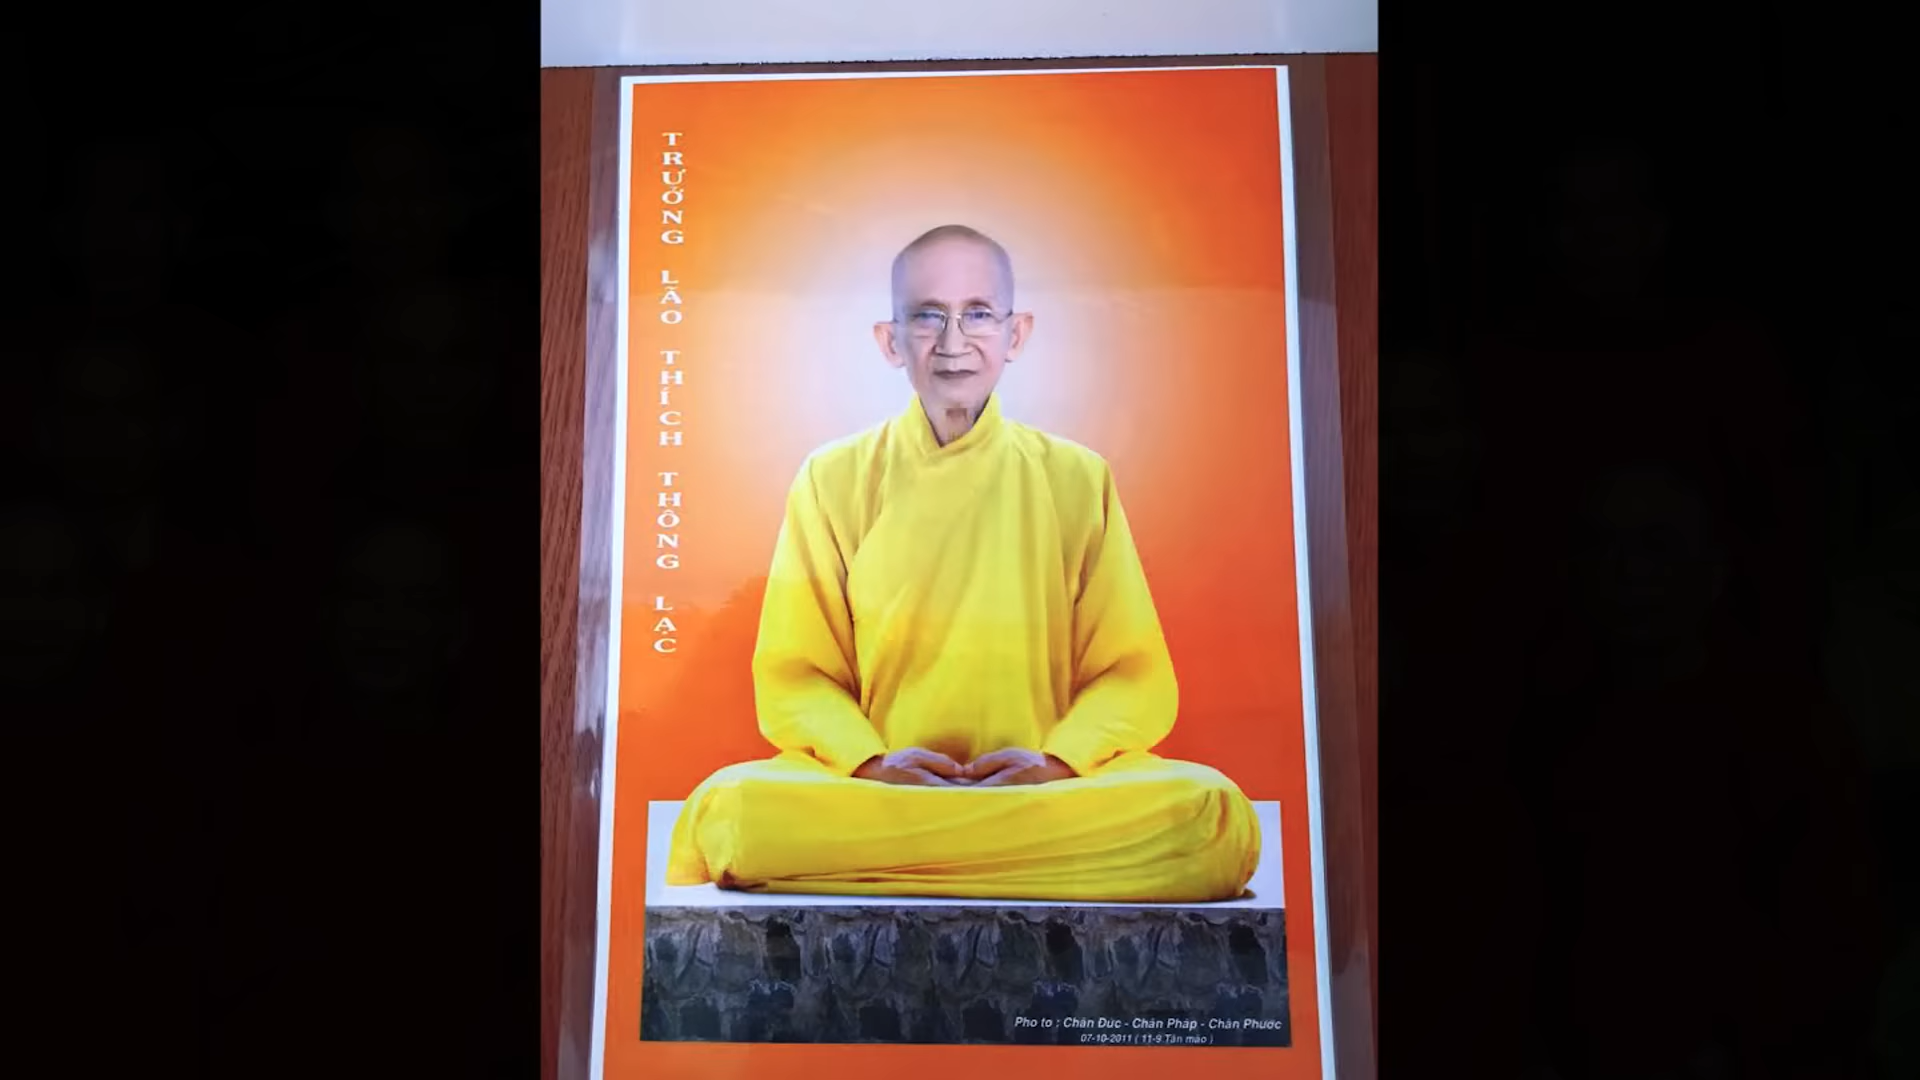 TRƯỞNG LÃO THÍCH THÔNG LẠC
Pho to : Chân Đức - Chân Pháp - Chân Phước
07-10-2011 ( 11-9 Tân mão )